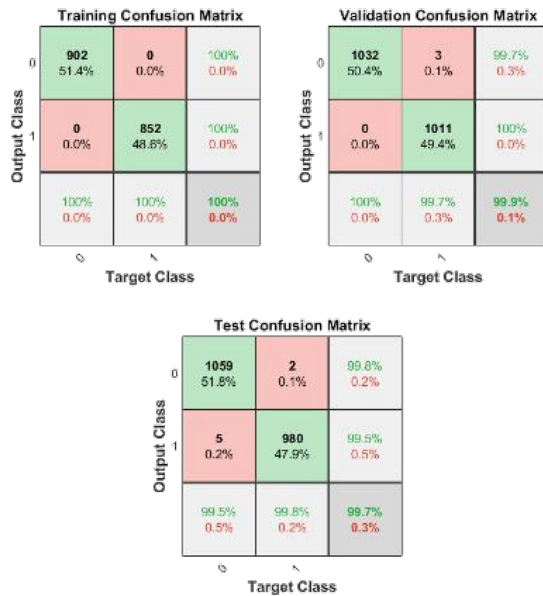 Training Confusion Matrix
902 0 100%
51.4% 0.0% 0.0%
0
0 852 100%
0.0% 48.6% 0.0%
1
100% 100% 100%
0.0% 0.0% 0.0%
0 1
Target Class
Output Class
Validation Confusion Matrix
1032 3 99.7%
50.4% 0.1% 0.3%
0
0 1011 100%
0.0% 49.4% 0.0%
1
100% 99.7% 99.9%
0.0% 0.3% 0.1%
0 1
Target Class
Output Class
Test Confusion Matrix
1059 2 99.8%
51.8% 0.1% 0.2%
0
5 980 99.5%
0.2% 47.9% 0.5%
1
99.5% 99.8% 99.7%
0.5% 0.2% 0.3%
0 1
Target Class
Output Class